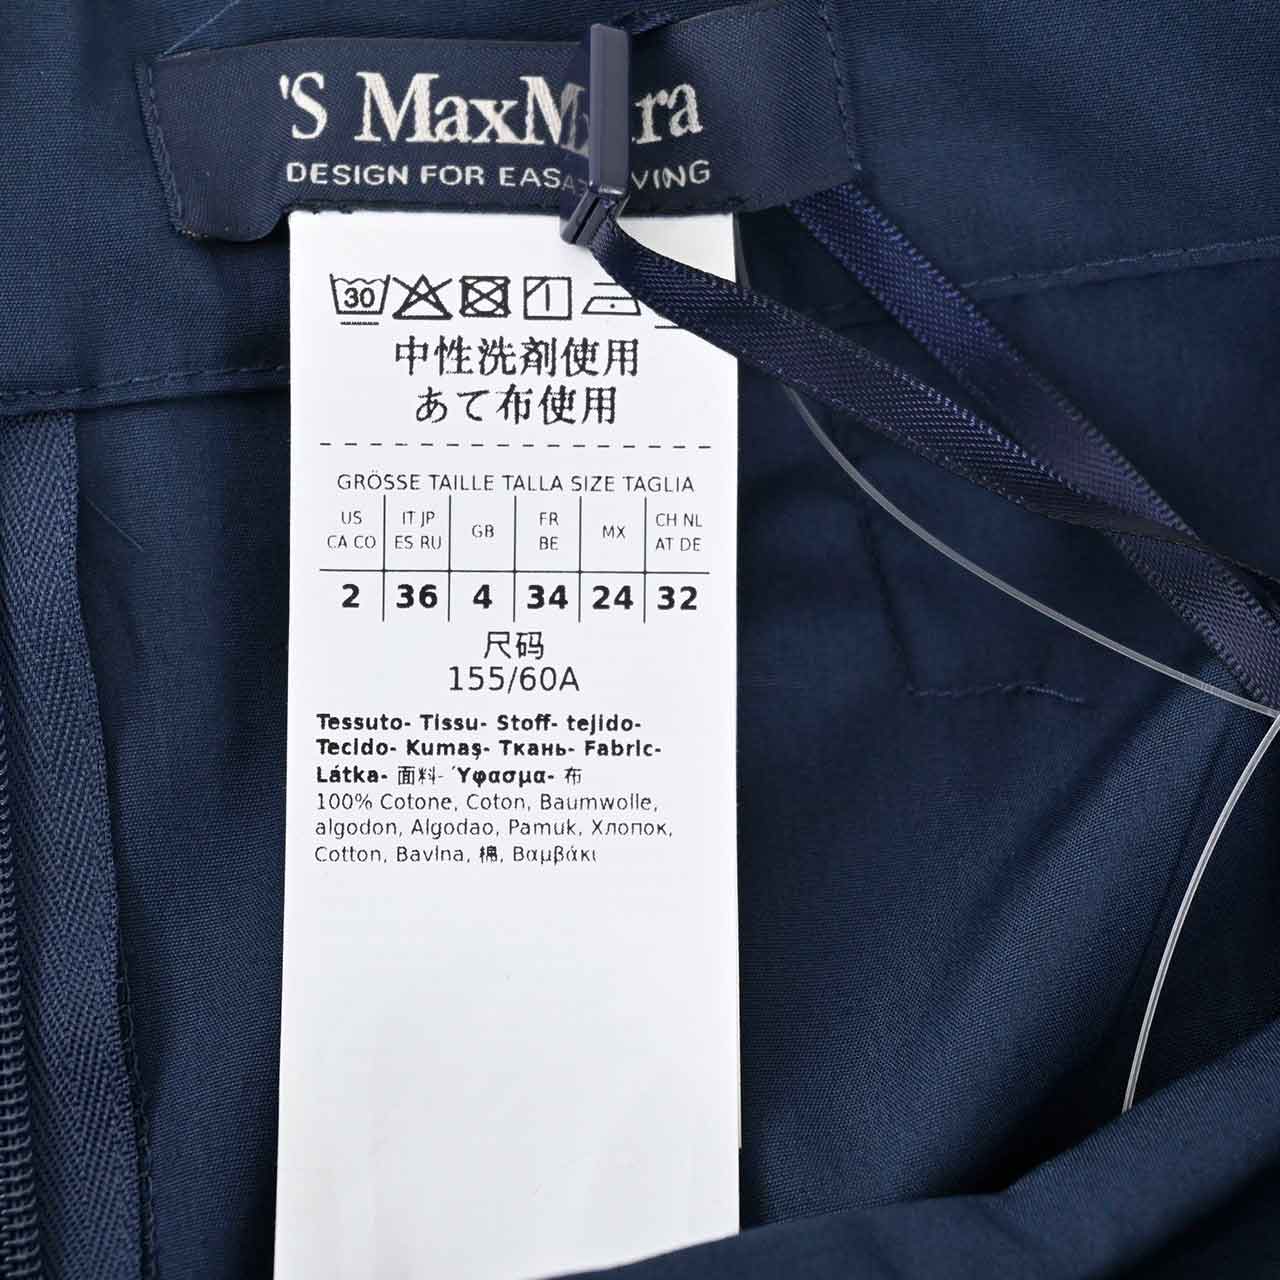 'S MaxM ra
DESIGN FOR EAS VING
30
中性洗剤使用
あて布使用
GRÖSSE TAILLE TALLA SIZE TAGLIA
US CA CO IT JP ES RU GB FR BE MX CH NL AT DE
2 36 4 34 24 32
尺码
155/60A
Tessuto- Tissu- Stoff- tejido-
Tecido- Kumaş- Ткань- Fabric-
Látka- 面料- Ύφασμα- 布
100% Cotone, Coton, Baumwolle,
algodon, Algodao, Pamuk, Хлопок,
Cotton, Bavlna, 棉, Βαμβάκι